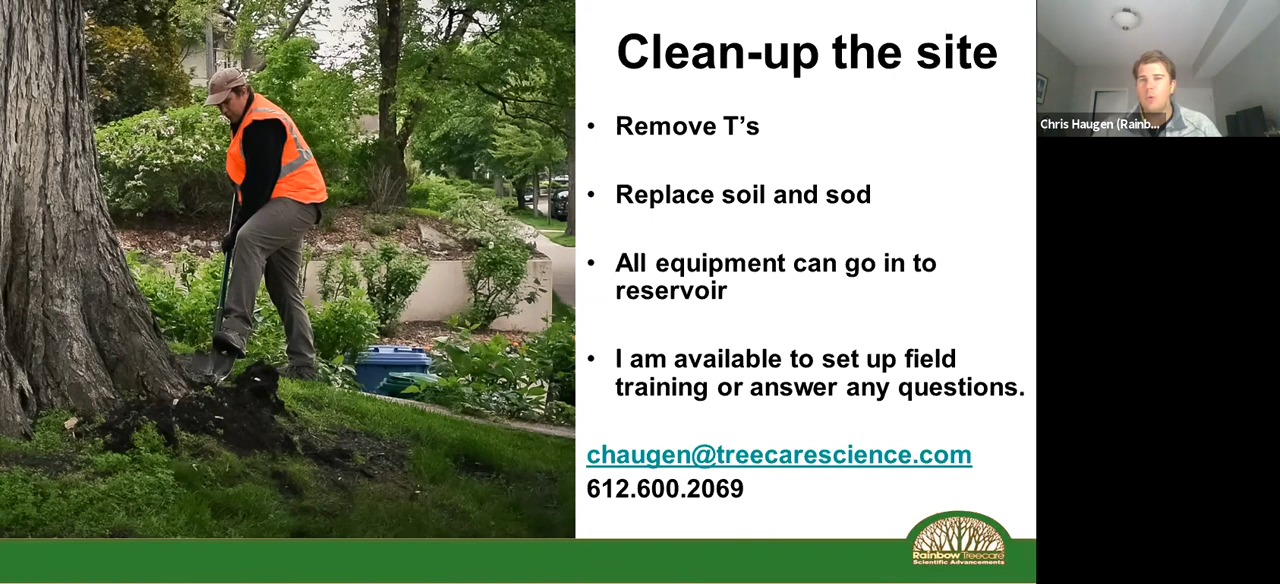 Clean-up the site
• Remove T's
• Replace soil and sod
• All equipment can go in to
reservoir
• I am available to set up field
training or answer any questions.
chaugen@treecarescience.com
612.600.2069
Rainbow Treecare
Scientific Advancements
Chris Haugen (Rainb...